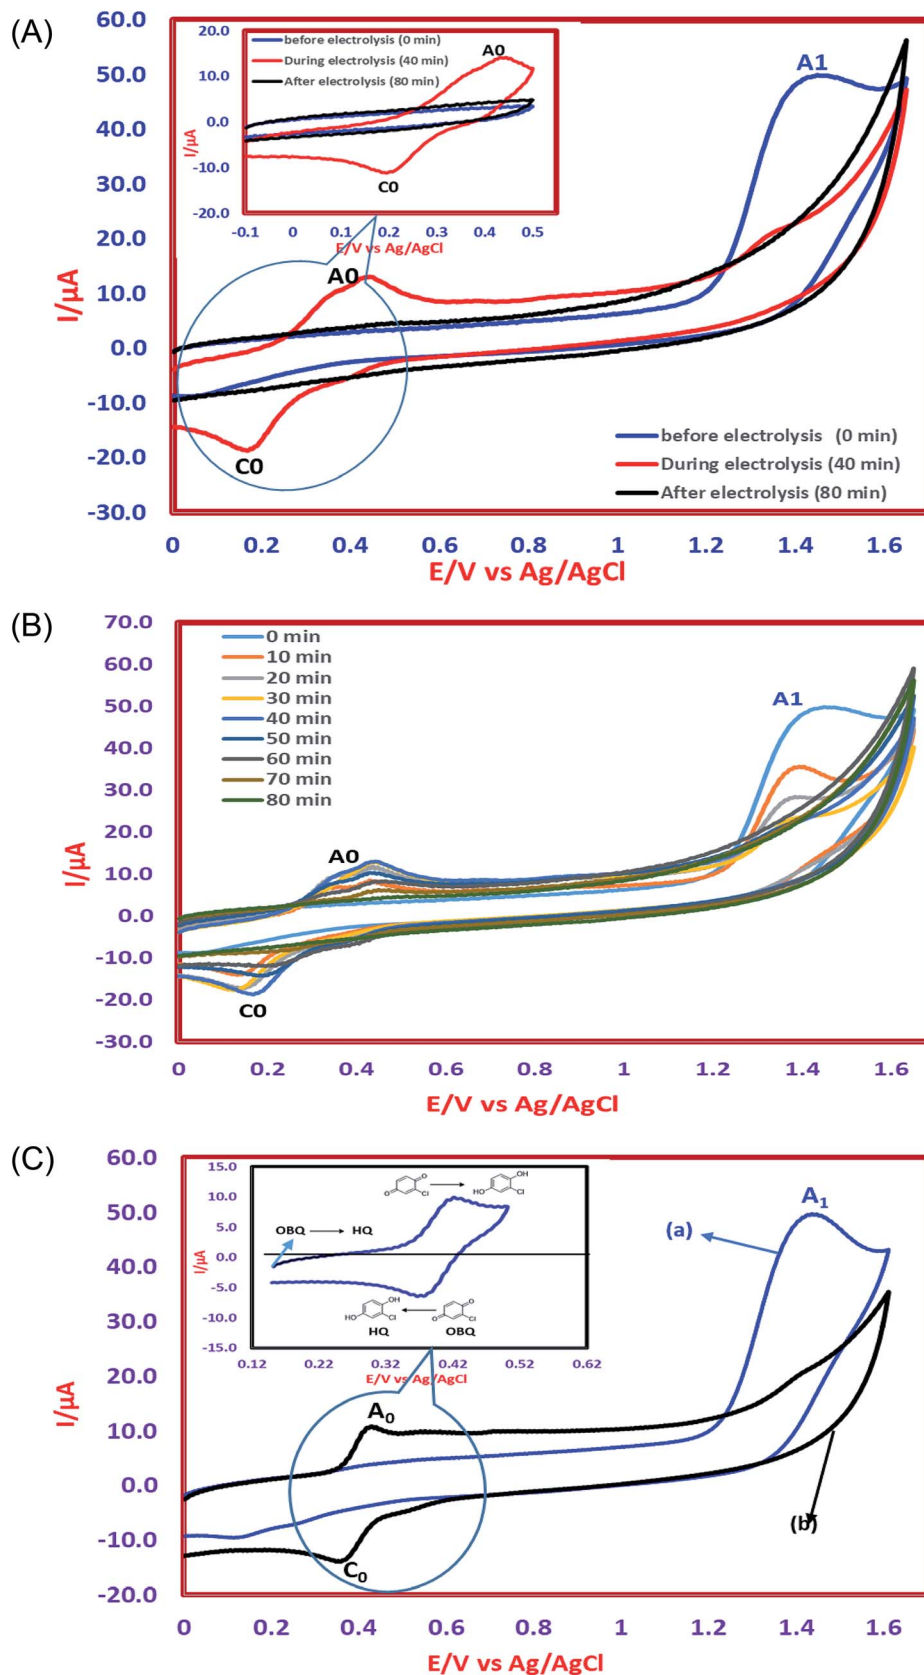 (A)
60.0
50.0
40.0
30.0
20.0
10.0
0.0
-10.0
-20.0
-30.0
I/µA
0 0.2 0.4 0.6 0.8 1 1.2 1.4 1.6
E/V vs Ag/AgCl
20.0
10.0
0.0
-10.0
-20.0
I/µA
before electrolysis (0 min)
During electrolysis (40 min)
After electrolysis (80 min)
A0
C0
-0.1 0 0.1 0.2 0.3 0.4 0.5
E/V vs Ag/AgCl
A1
A0
C0
before electrolysis (0 min)
During electrolysis (40 min)
After electrolysis (80 min)
(B)
70.0
60.0
50.0
40.0
30.0
20.0
10.0
0.0
-10.0
-20.0
-30.0
I/µA
0 min
10 min
20 min
30 min
40 min
50 min
60 min
70 min
80 min
A1
A0
C0
0 0.2 0.4 0.6 0.8 1 1.2 1.4 1.6
E/V vs Ag/AgCl
(C)
60.0
50.0
40.0
30.0
20.0
10.0
0.0
-10.0
-20.0
I/µA
15.0
10.0
5.0
0.0
-5.0
-10.0
-15.0
I/µA
O
O
Cl
OH
HO
Cl
OBQ HQ
OH
HO
Cl
O
O
Cl
HQ OBQ
0.12 0.22 0.32 0.42 0.52 0.62
E/V vs Ag/AgCl
A1
(a)
A0
C0
(b)
0 0.2 0.4 0.6 0.8 1 1.2 1.4 1.6
E/V vs Ag/AgCl